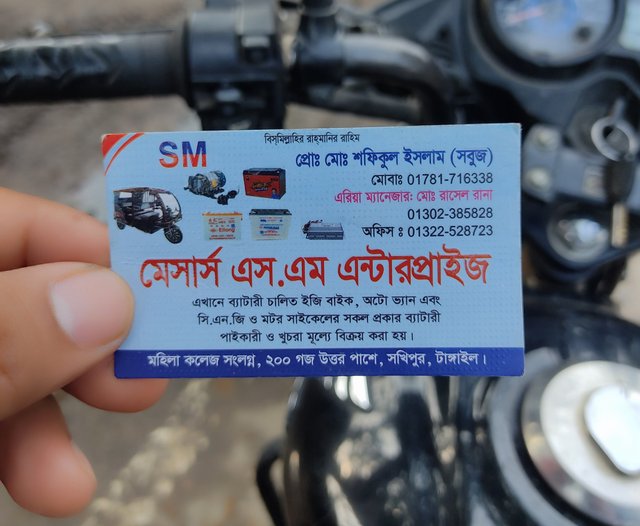 বিস্‌মিল্লাহির রাহ্‌মানির রাহিম
SM
প্রোঃ মোঃ শফিকুল ইসলাম (সবুজ)
মোবাঃ 01781-716338
এরিয়া ম্যানেজার: মোঃ রাসেল রানা
01302-385828
অফিস : 01322-528723
মেসার্স এস.এম এন্টারপ্রাইজ
এখানে ব্যাটারী চালিত ইজি বাইক, অটো ভ্যান এবং
সি.এন.জি ও মটর সাইকেলের সকল প্রকার ব্যাটারী
পাইকারী ও খুচরা মূল্যে বিক্রয় করা হয়।
মহিলা কলেজ সংলগ্ন, ২০০ গজ উত্তর পাশে, সখিপুর, টাঙ্গাইল।